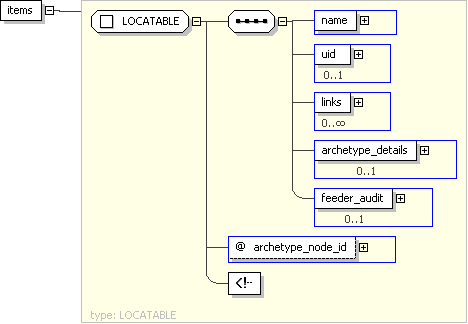 items
LOCATABLE
name
uid
0..1
links
0..∞
archetype_details
0..1
feeder_audit
0..1
@ archetype_node_id
<!--
type: LOCATABLE